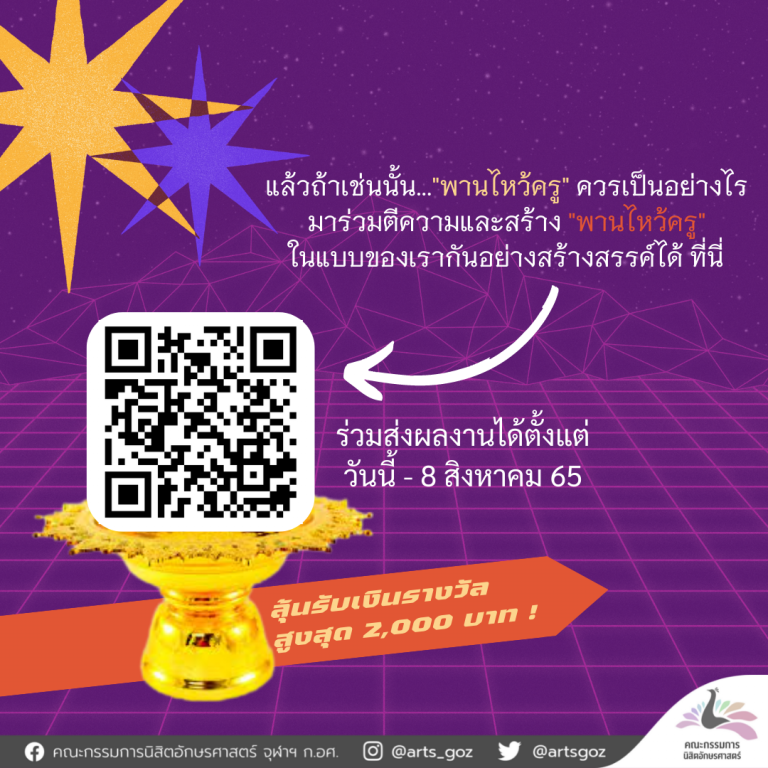 แล้วถ้าเช่นนั้น..."พานไหว้ครู" ควรเป็นอย่างไร
มาร่วมตีความและสร้าง "พานไหว้ครู"
ในแบบของเรากันอย่างสร้างสรรค์ได้ ที่นี่
ร่วมส่งผลงานได้ตั้งแต่
วันนี้ - 8 สิงหาคม 65
ลุ้นรับเงินรางวัล
สูงสุด 2,000 บาท !
คณะกรรมการ
นิสิตอักษรศาสตร์
คณะกรรมการนิสิตอักษรศาสตร์ จุฬาฯ ก.อศ. @arts_goz @artsgoz